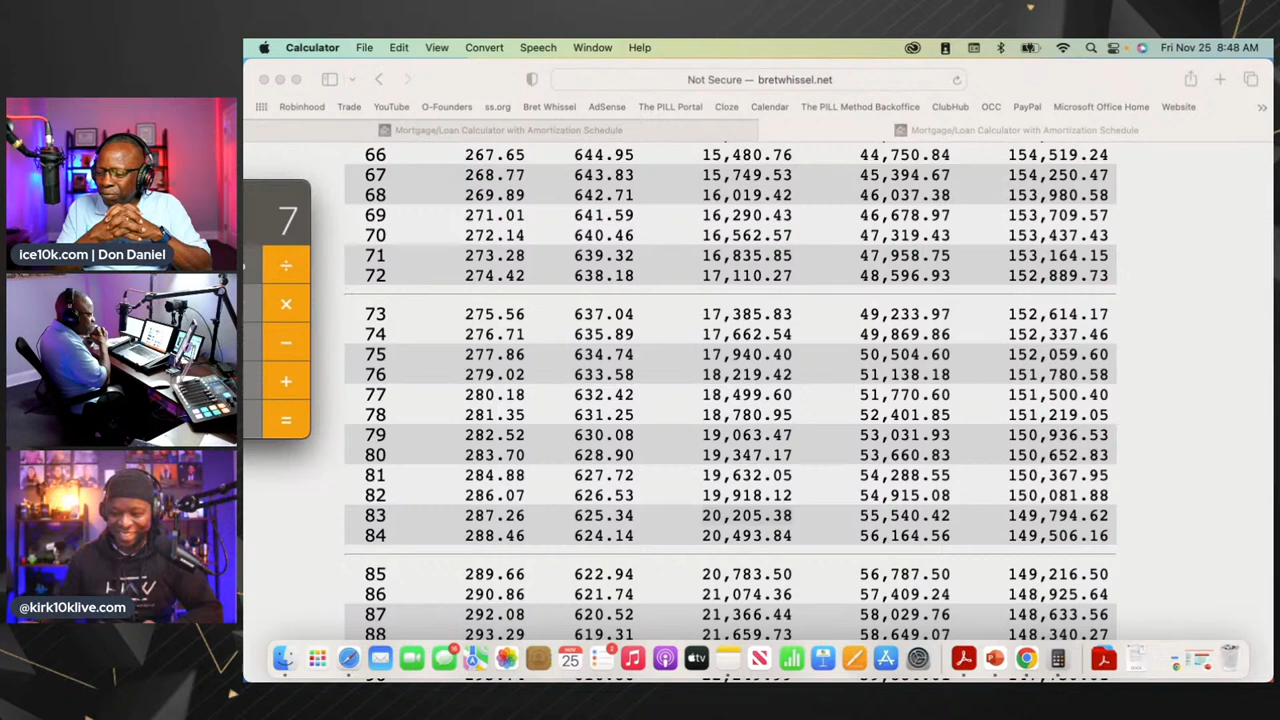 Calculator File Edit View Convert Speech Window Help Fri Nov 25 8:48 AM
Not Secure — bretwhissel.net
Robinhood Trade YouTube O-Founders ss.org Bret Whissel AdSense The PILL Portal Cloze Calendar The PILL Method Backoffice ClubHub OCC PayPal Microsoft Office Home Website
Mortgage/Loan Calculator with Amortization Schedule Mortgage/Loan Calculator with Amortization Schedule
66 267.65 644.95 15,480.76 44,750.84 154,519.24
67 268.77 643.83 15,749.53 45,394.67 154,250.47
68 269.89 642.71 16,019.42 46,037.38 153,980.58
69 271.01 641.59 16,290.43 46,678.97 153,709.57
70 272.14 640.46 16,562.57 47,319.43 153,437.43
71 273.28 639.32 16,835.85 47,958.75 153,164.15
72 274.42 638.18 17,110.27 48,596.93 152,889.73
73 275.56 637.04 17,385.83 49,233.97 152,614.17
74 276.71 635.89 17,662.54 49,869.86 152,337.46
75 277.86 634.74 17,940.40 50,504.60 152,059.60
76 279.02 633.58 18,219.42 51,138.18 151,780.58
77 280.18 632.42 18,499.60 51,770.60 151,500.40
78 281.35 631.25 18,780.95 52,401.85 151,219.05
79 282.52 630.08 19,063.47 53,031.93 150,936.53
80 283.70 628.90 19,347.17 53,660.83 150,652.83
81 284.88 627.72 19,632.05 54,288.55 150,367.95
82 286.07 626.53 19,918.12 54,915.08 150,081.88
83 287.26 625.34 20,205.38 55,540.42 149,794.62
84 288.46 624.14 20,493.84 56,164.56 149,506.16
85 289.66 622.94 20,783.50 56,787.50 149,216.50
86 290.86 621.74 21,074.36 57,409.24 148,925.64
87 292.08 620.52 21,366.44 58,029.76 148,633.56
88 293.29 619.31 21,659.73 58,649.07 148,340.27
7
÷
×
−
+
=
ice10k.com | Don Daniel
@kirk10klive.com
NOV
25
tv